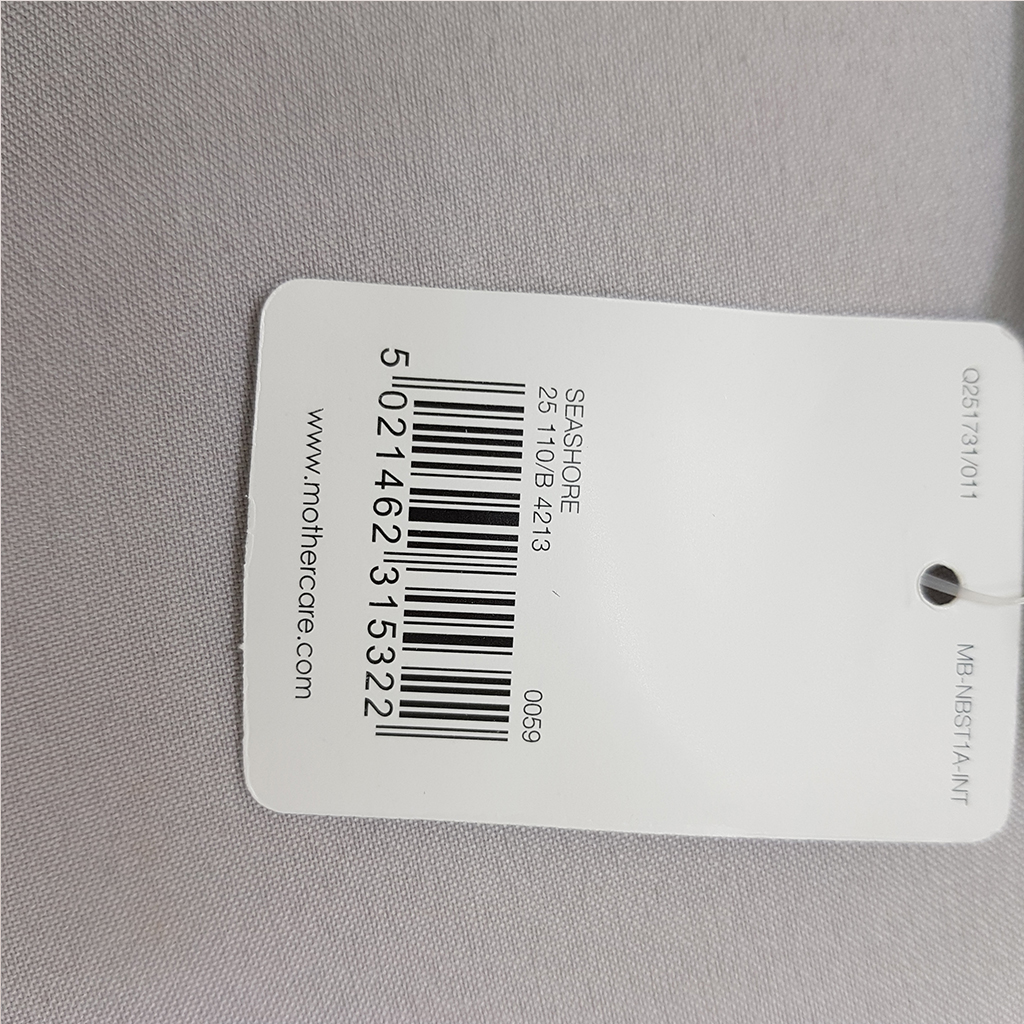 Q251731/011 MB-NBST1A-INT
SEASHORE
25 110/B 4213 0059
5 021462 315322
www.mothercare.com